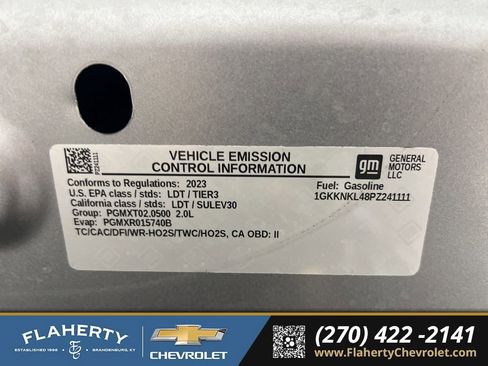 PZ241111
VEHICLE EMISSION
CONTROL INFORMATION
gm
GENERAL
MOTORS
LLC
Conforms to Regulations: 2023
U.S. EPA class / stds: LDT / TIER3
California class / stds: LDT / SULEV30
Group: PGMXT02.0500 2.0L
Evap: PGMXR015740B
TC/CAC/DFI/WR-HO2S/TWC/HO2S, CA OBD: II
Fuel: Gasoline
1GKKNKL48PZ241111
FLAHERTY
ESTABLISHED 1996
BRANDENBURG, KY
CHEVROLET
(270) 422 -2141
www.FlahertyChevrolet.com